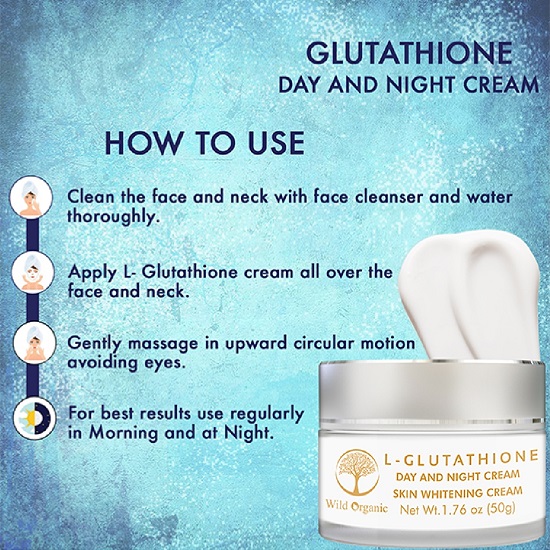 GLUTATHIONE
DAY AND NIGHT CREAM
HOW TO USE
Clean the face and neck with face cleanser and water
thoroughly.
Apply L- Glutathione cream all over the
face and neck.
Gently massage in upward circular motion
avoiding eyes.
For best results use regularly
in Morning and at Night.
Wild Organic
L-GLUTATHIONE
DAY AND NIGHT CREAM
SKIN WHITENING CREAM
Net Wt.1.76 oz (50g)